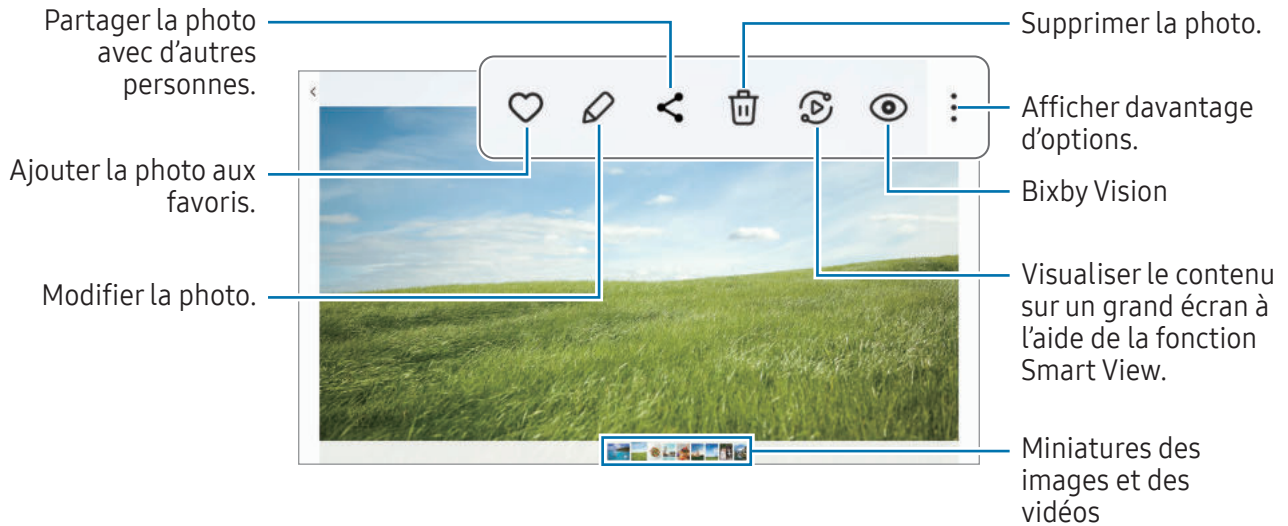 Partager la photo
avec d'autres
personnes.
Ajouter la photo aux
favoris.
Modifier la photo.
Supprimer la photo.
Afficher davantage
d'options.
Bixby Vision
Visualiser le contenu
sur un grand écran à
l'aide de la fonction
Smart View.
Miniatures des
images et des
vidéos